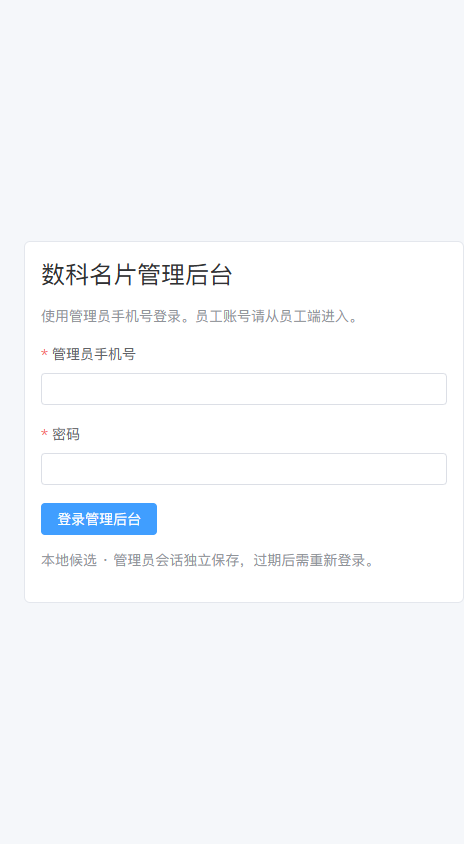 数科名片管理后台
使用管理员手机号登录。员工账号请从员工端进入。
* 管理员手机号
* 密码
登录管理后台
本地候选 · 管理员会话独立保存，过期后需重新登录。